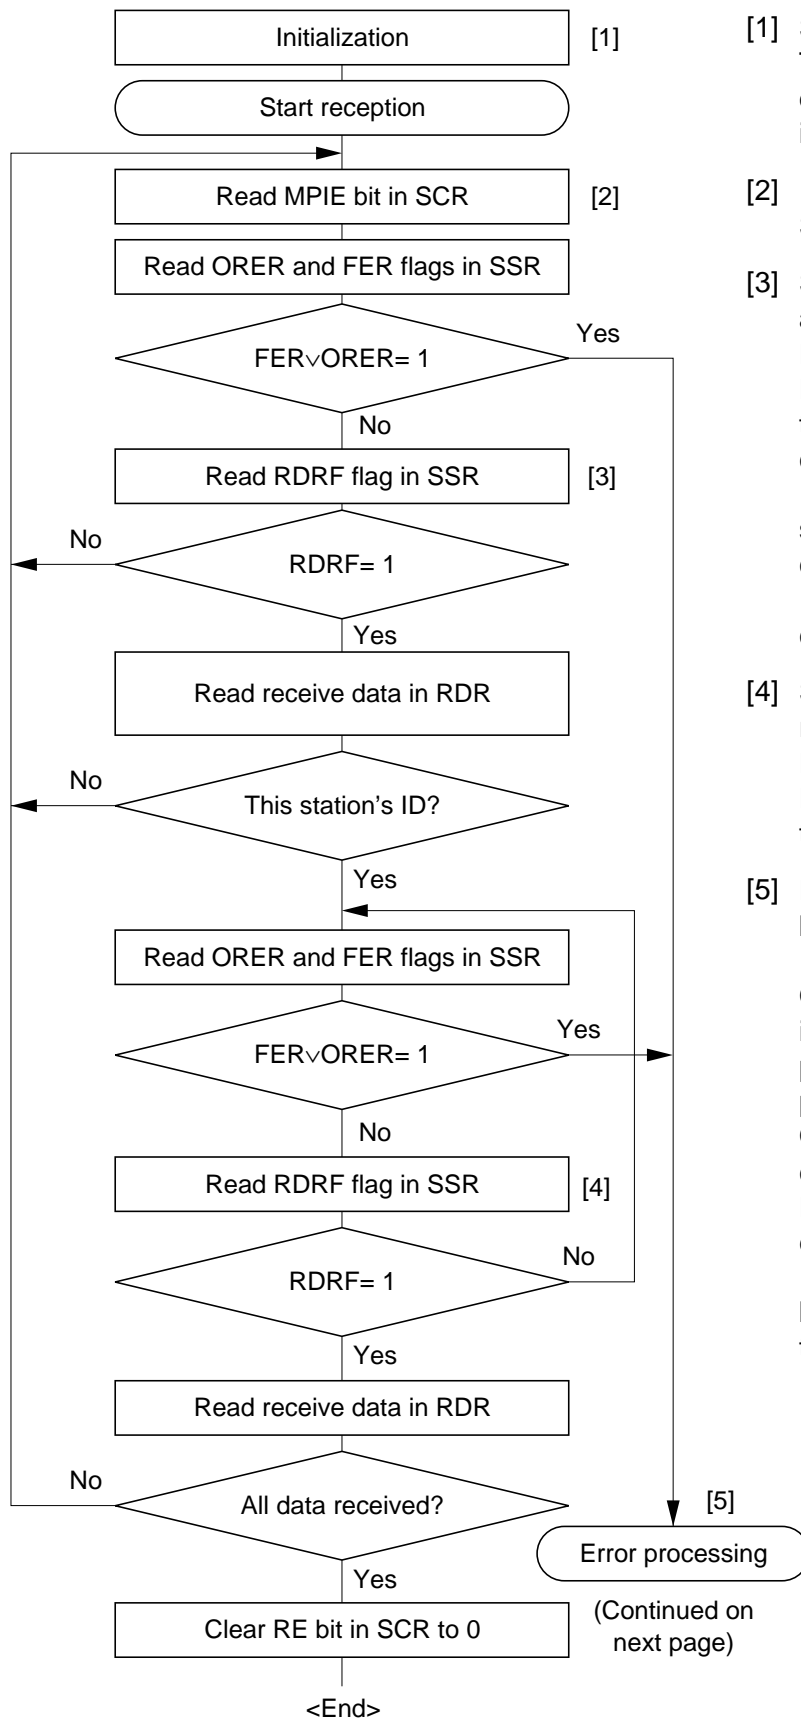 Initialization
[1]
Start reception
Read MPIE bit in SCR
[2]
Read ORER and FER flags in SSR
FER∨ORER= 1
Yes
No
Read RDRF flag in SSR
[3]
No
RDRF= 1
Yes
Read receive data in RDR
No
This station's ID?
Yes
Read ORER and FER flags in SSR
FER∨ORER= 1
Yes
No
Read RDRF flag in SSR
[4]
RDRF= 1
No
Yes
Read receive data in RDR
No
All data received?
Yes
Clear RE bit in SCR to 0
<End>
[5]
Error processing
(Continued on
next page)
[1]
[2]
[3]
[4]
[5]